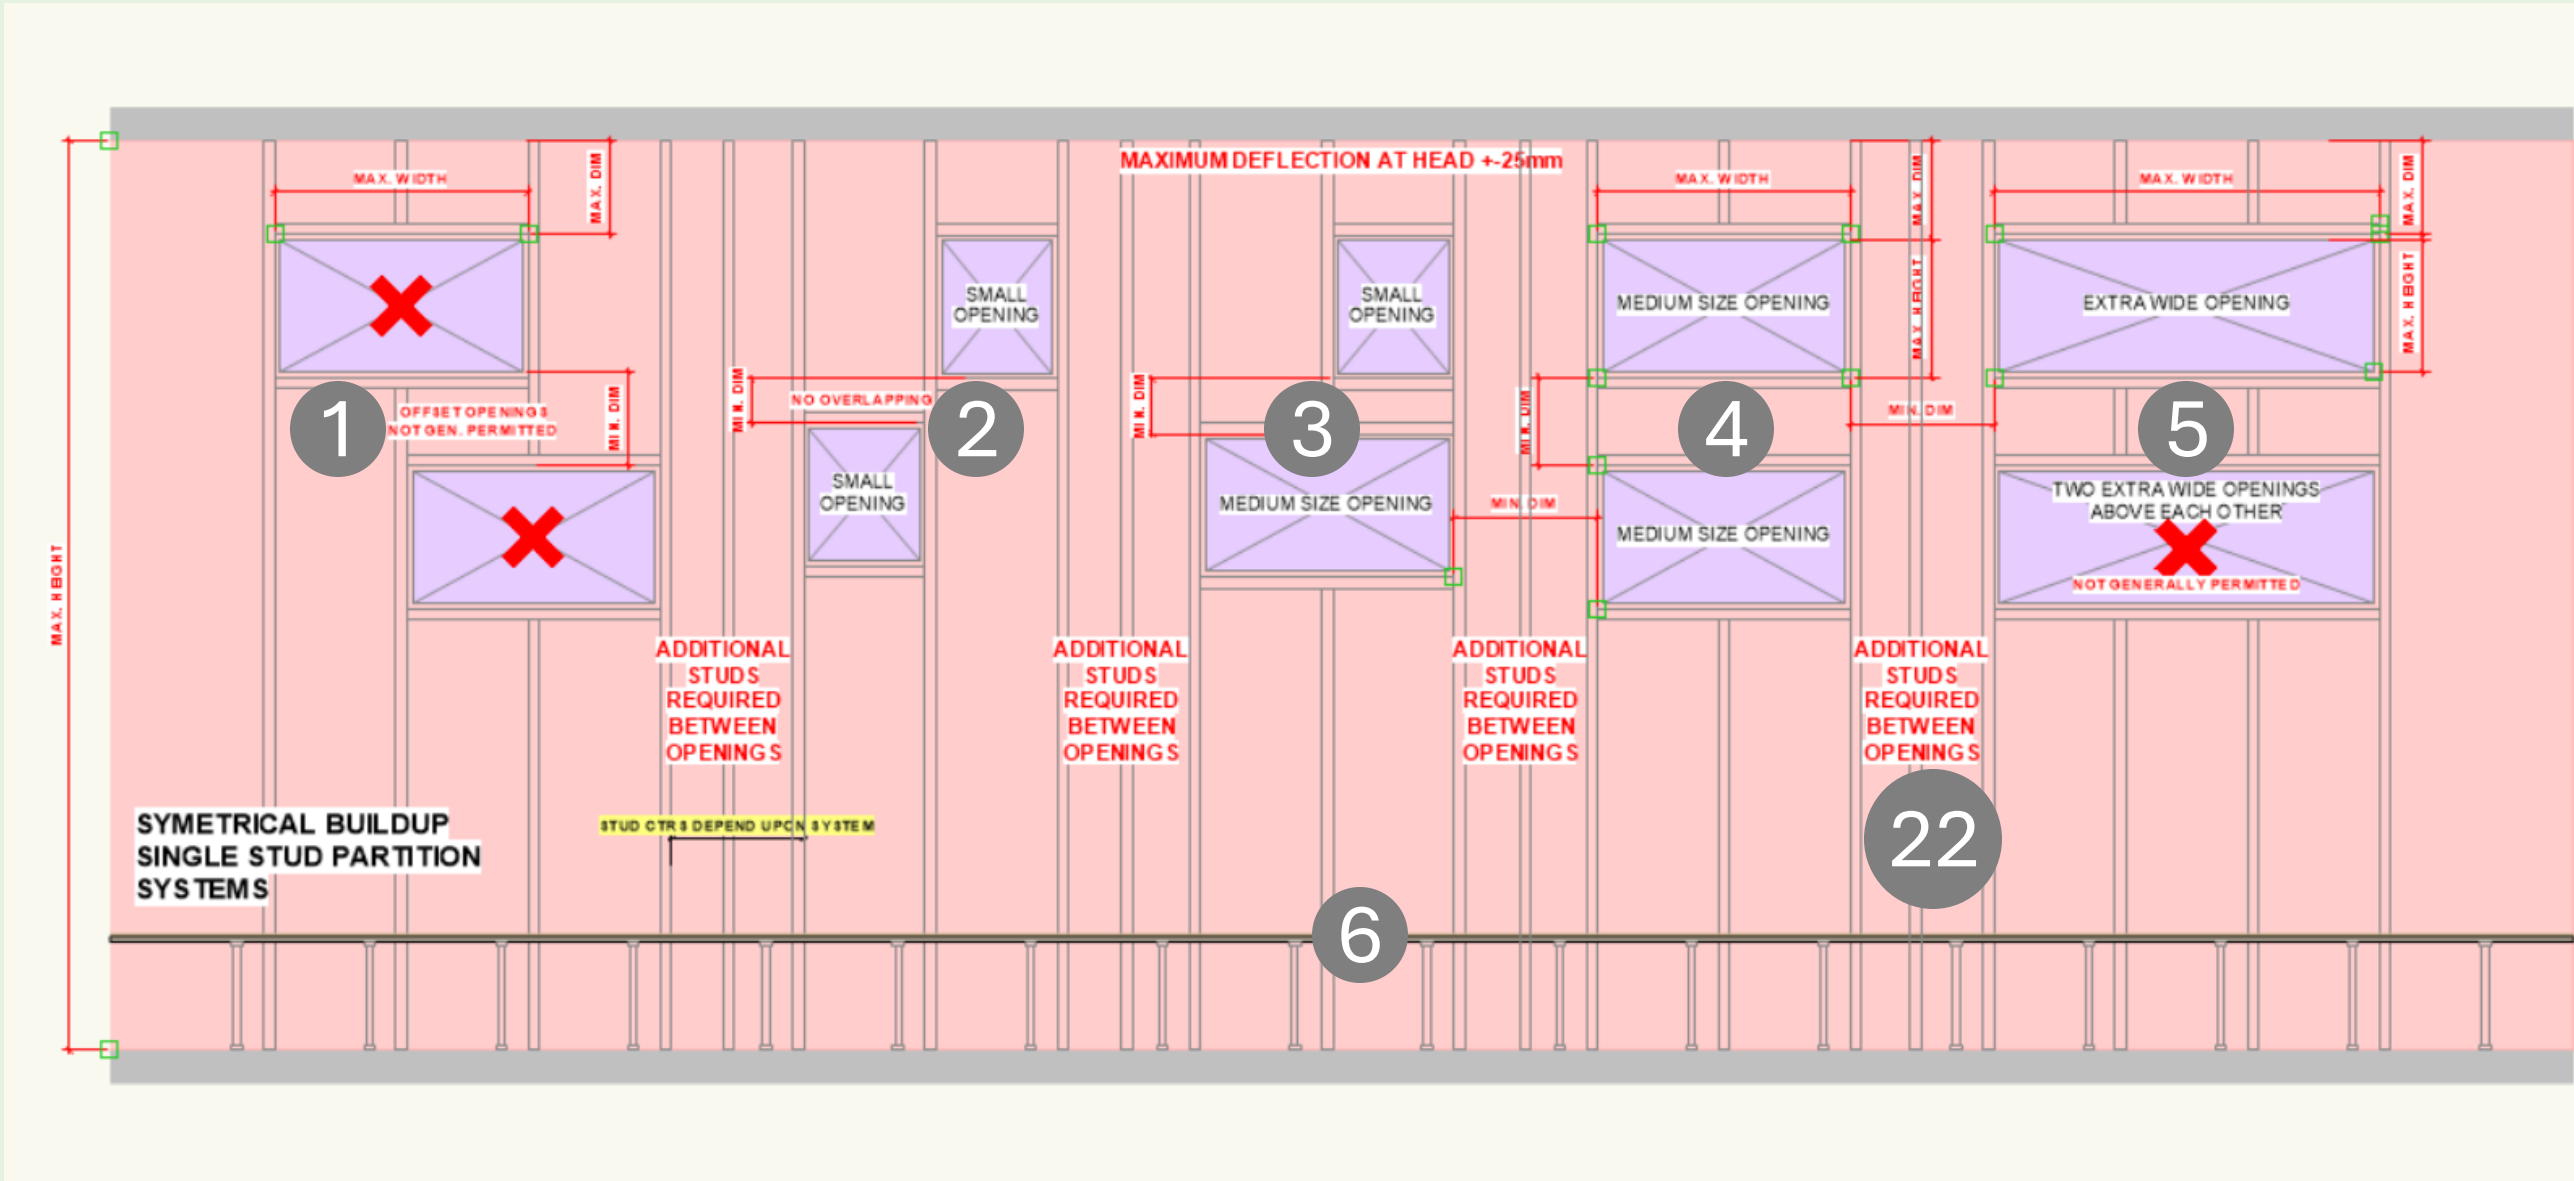 MAXIMUM DEFLECTION AT HEAD +-25mm
MAX. WIDTH
MAX. DIM
MAX. WIDTH
MAX. DIM
MAX. WIDTH
MAX. DIM
SMALL
OPENING
SMALL
OPENING
MEDIUM SIZE OPENING
MAX. HEIGHT
EXTRA WIDE OPENING
MAX. HEIGHT
1
OFFSET OPENINGS
NOT GEN. PERMITTED
MIN. DIM
MIN. DIM
NO OVERLAPPING
2
MIN. DIM
3
MIN. DIM
4
MIN. DIM
5
SMALL
OPENING
MEDIUM SIZE OPENING
MIN. DIM
MEDIUM SIZE OPENING
TWO EXTRA WIDE OPENINGS
ABOVE EACH OTHER
NOT GENERALLY PERMITTED
MAX. HEIGHT
ADDITIONAL
STUDS
REQUIRED
BETWEEN
OPENINGS
ADDITIONAL
STUDS
REQUIRED
BETWEEN
OPENINGS
ADDITIONAL
STUDS
REQUIRED
BETWEEN
OPENINGS
ADDITIONAL
STUDS
REQUIRED
BETWEEN
OPENINGS
22
SYMETRICAL BUILDUP
SINGLE STUD PARTITION
SYSTEMS
STUD CTRS DEPEND UPON SYSTEM
6